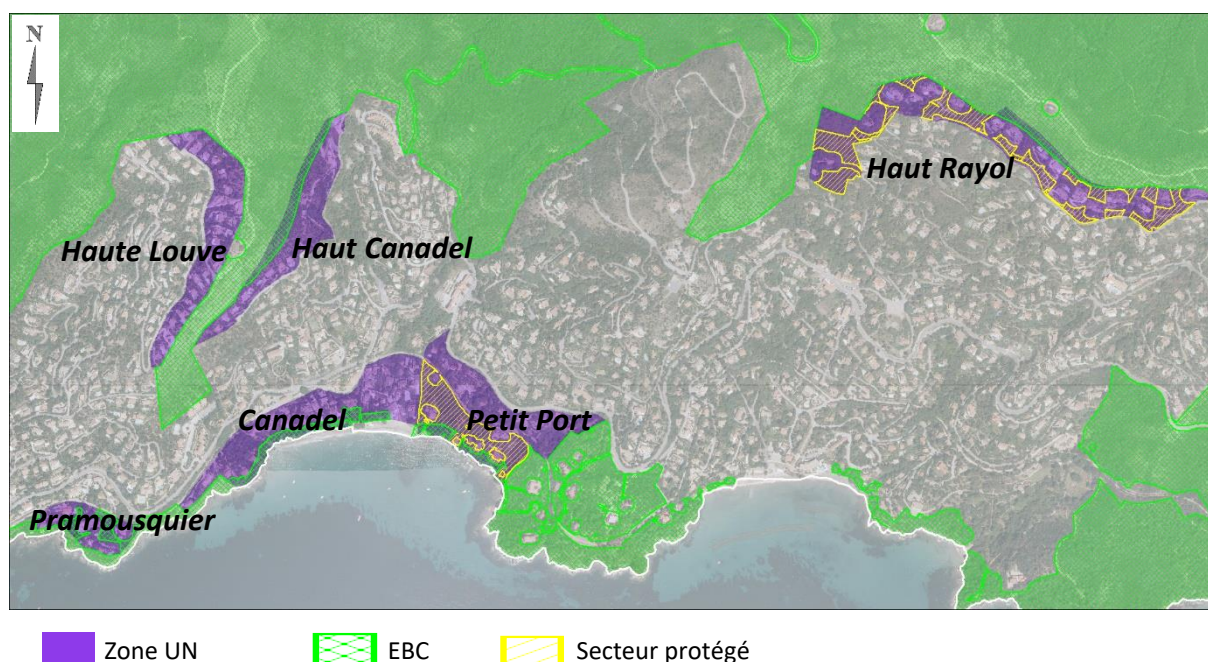 N
Haut Rayol
Haute Louve
Haut Canadel
Canadel
Petit Port
Pramousquier
Zone UN
EBC
Secteur protégé